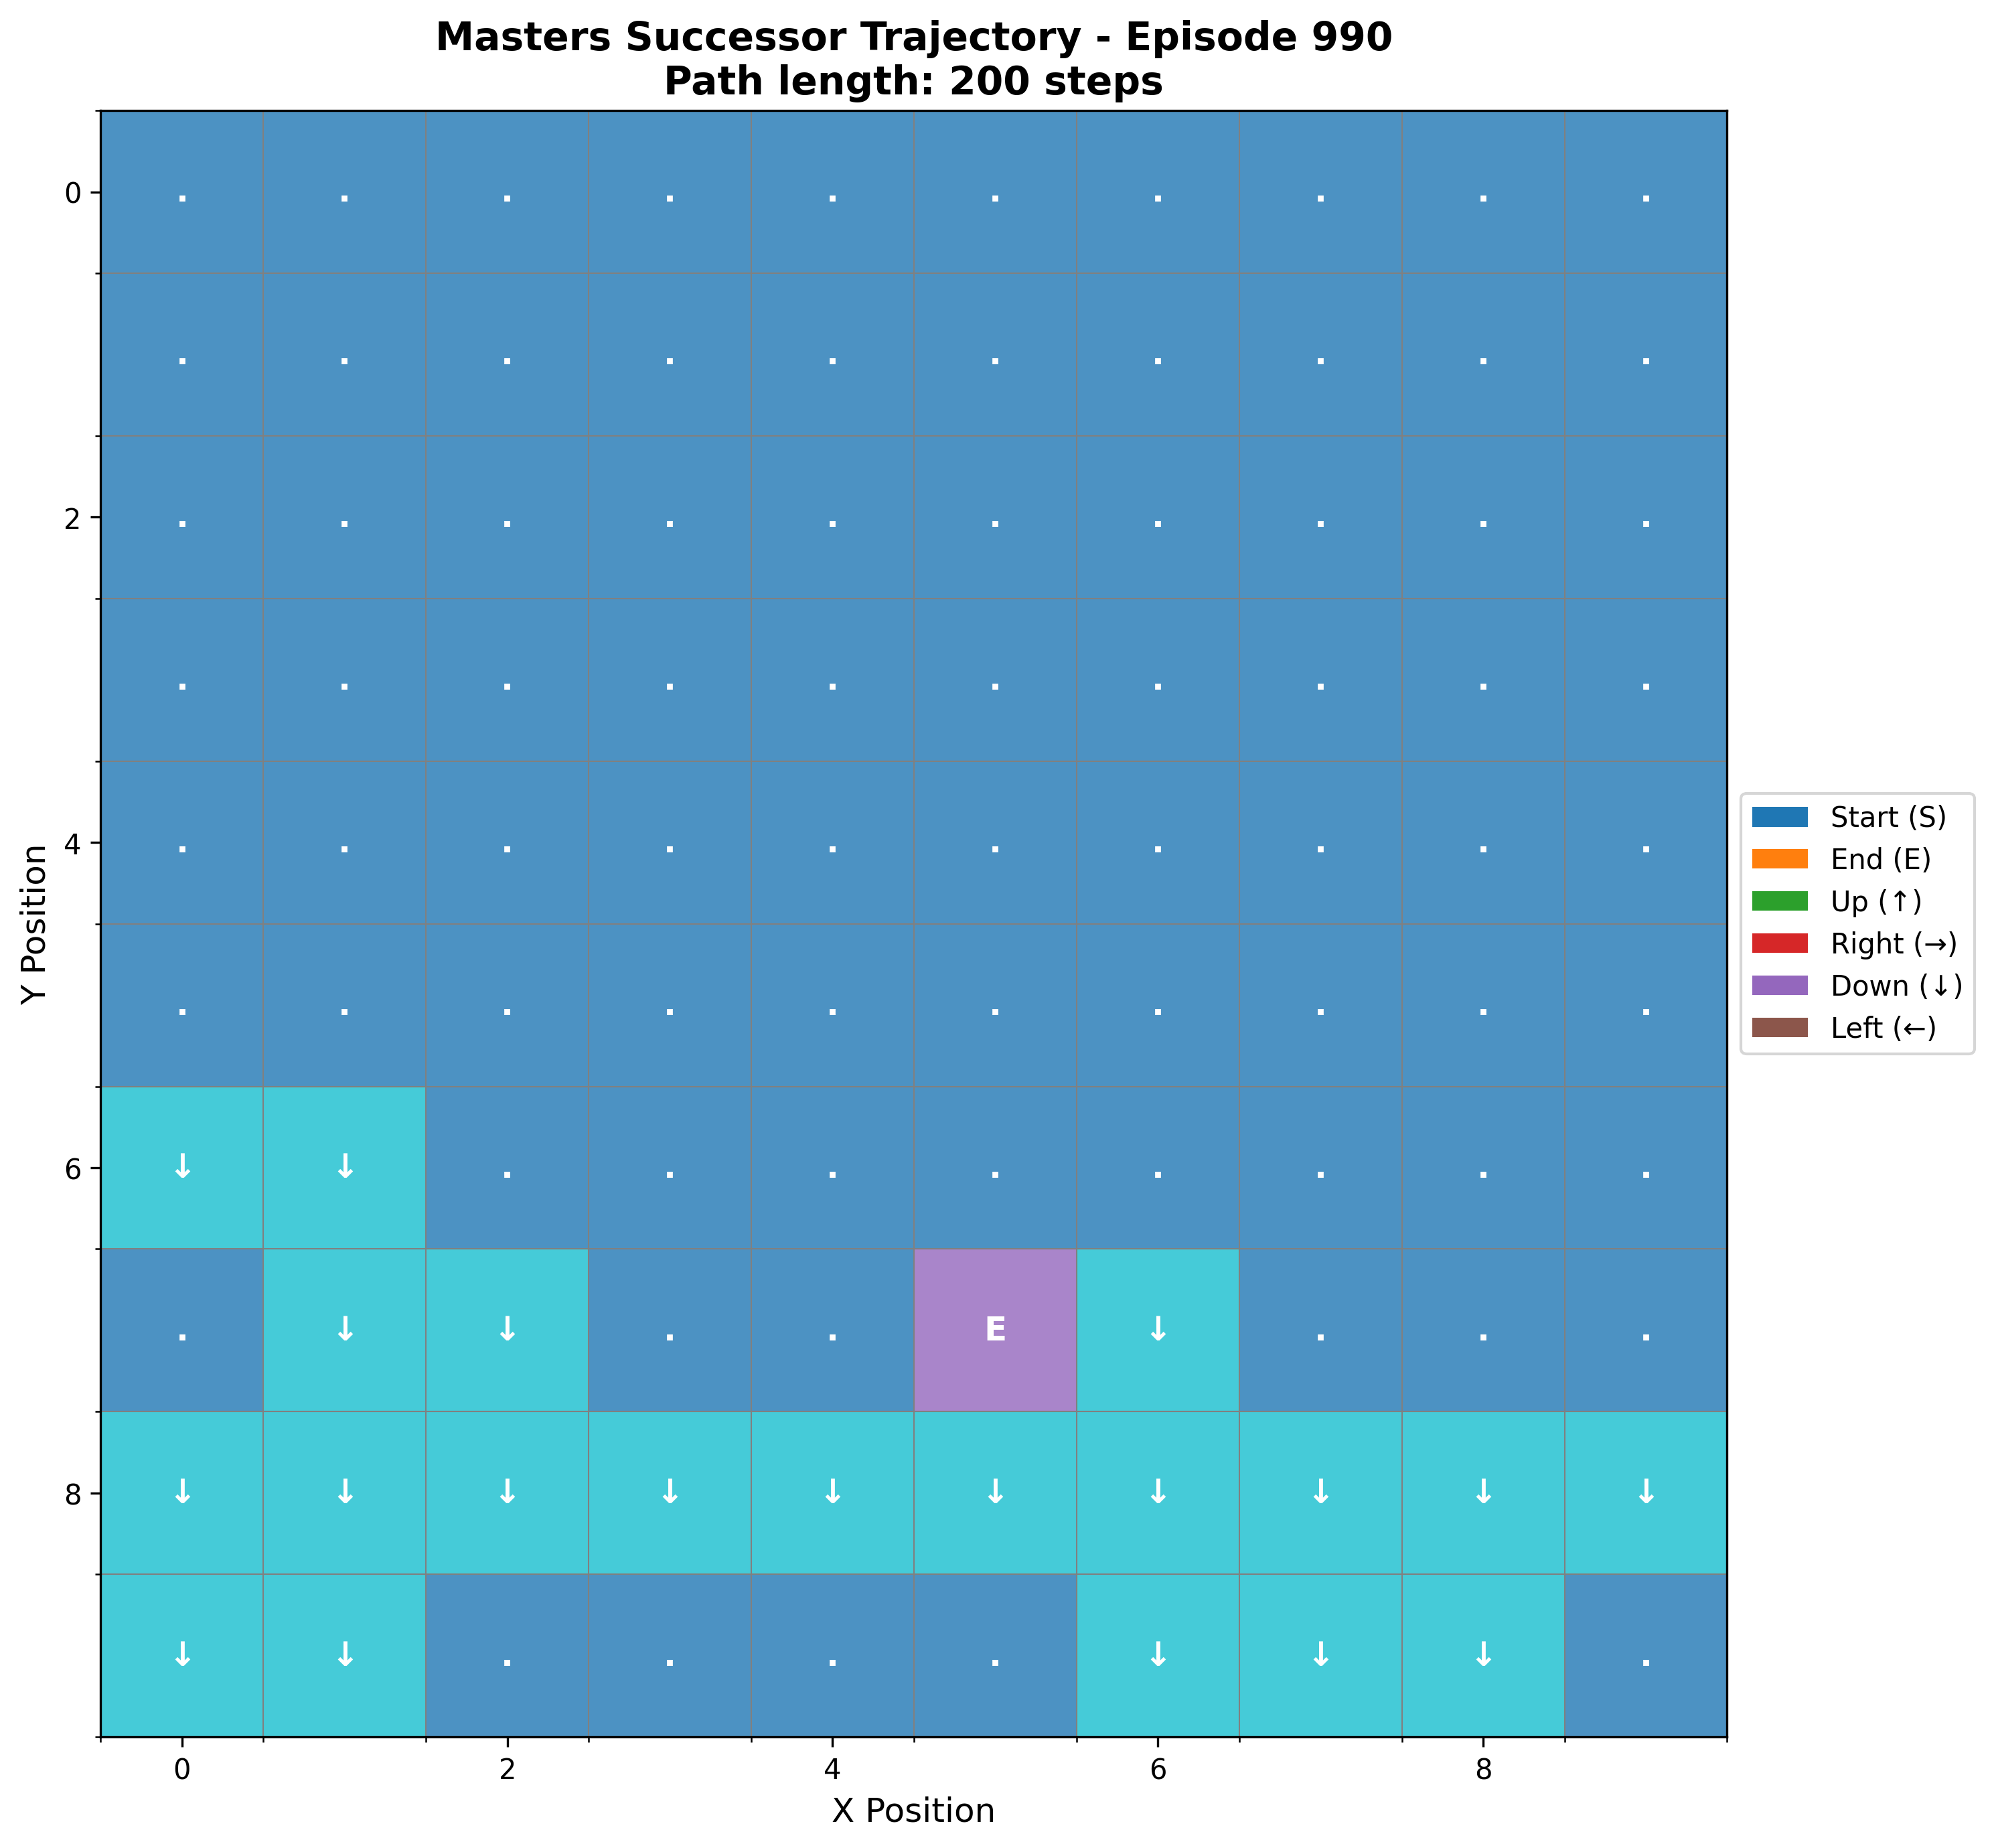 Masters Successor Trajectory - Episode 990
Path length: 200 steps
0 . . . . . . . . . .
. . . . . . . . . .
2 . . . . . . . . . .
. . . . . . . . . .
4 . . . . . . . . . .
. . . . . . . . . .
6 ↓ ↓ . . . . . . . .
. ↓ ↓ . . E ↓ . . .
8 ↓ ↓ ↓ ↓ ↓ ↓ ↓ ↓ ↓ ↓
↓ ↓ . . . . ↓ ↓ ↓ .
0 2 4 6 8
X Position
Y Position
Start (S)
End (E)
Up (↑)
Right (→)
Down (↓)
Left (←)